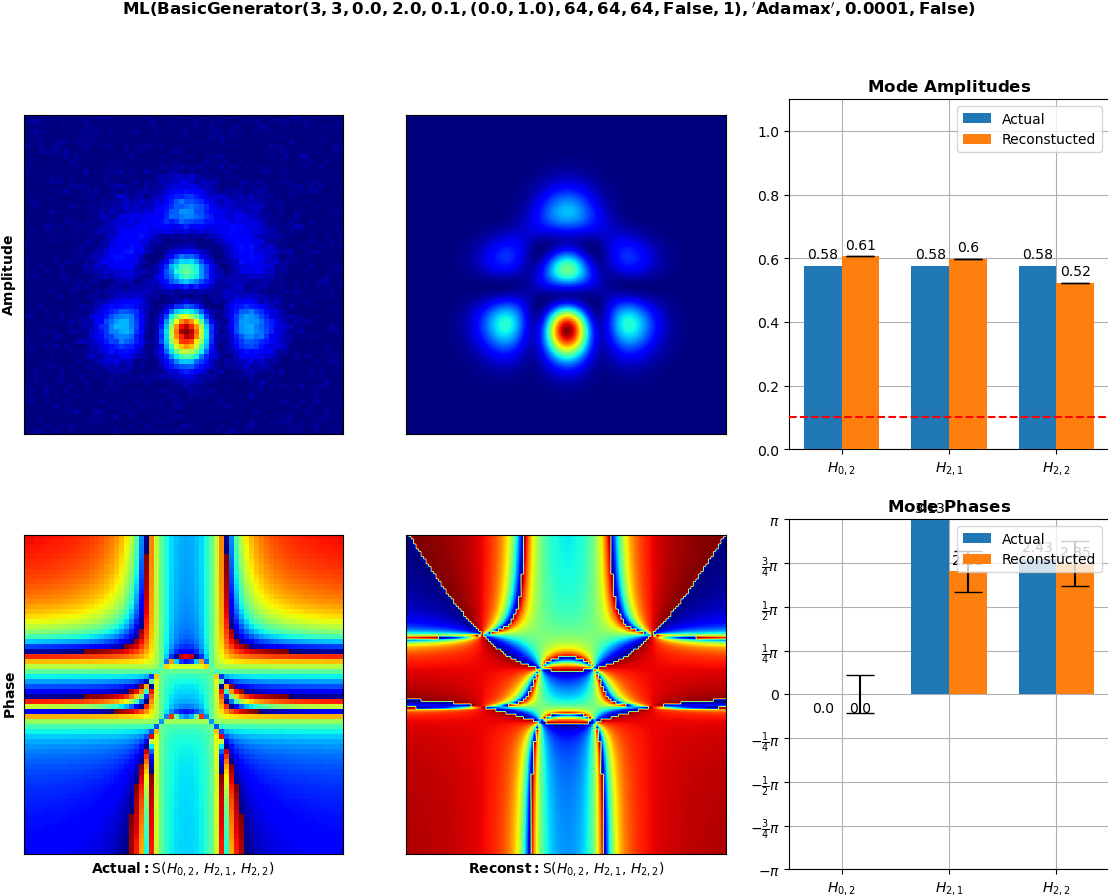 ML(BasicGenerator(3, 3, 0.0, 2.0, 0.1, (0.0, 1.0), 64, 64, 64, False, 1), 'Adamax', 0.0001, False)
Mode Amplitudes
Amplitude
1.0
0.8
0.6
0.4
0.2
0.0
Actual
Reconstucted
0.58
0.61
0.58
0.6
0.58
0.52
H0,2
H2,1
H2,2
Mode Phases
Phase
π
3/4π
1/2π
1/4π
0
−1/4π
−1/2π
−3/4π
−π
3.13
Actual
Reconstucted
2.43
0.0
0.0
H0,2
H2,1
H2,2
Actual: S(H0,2, H2,1, H2,2)
Reconst: S(H0,2, H2,1, H2,2)